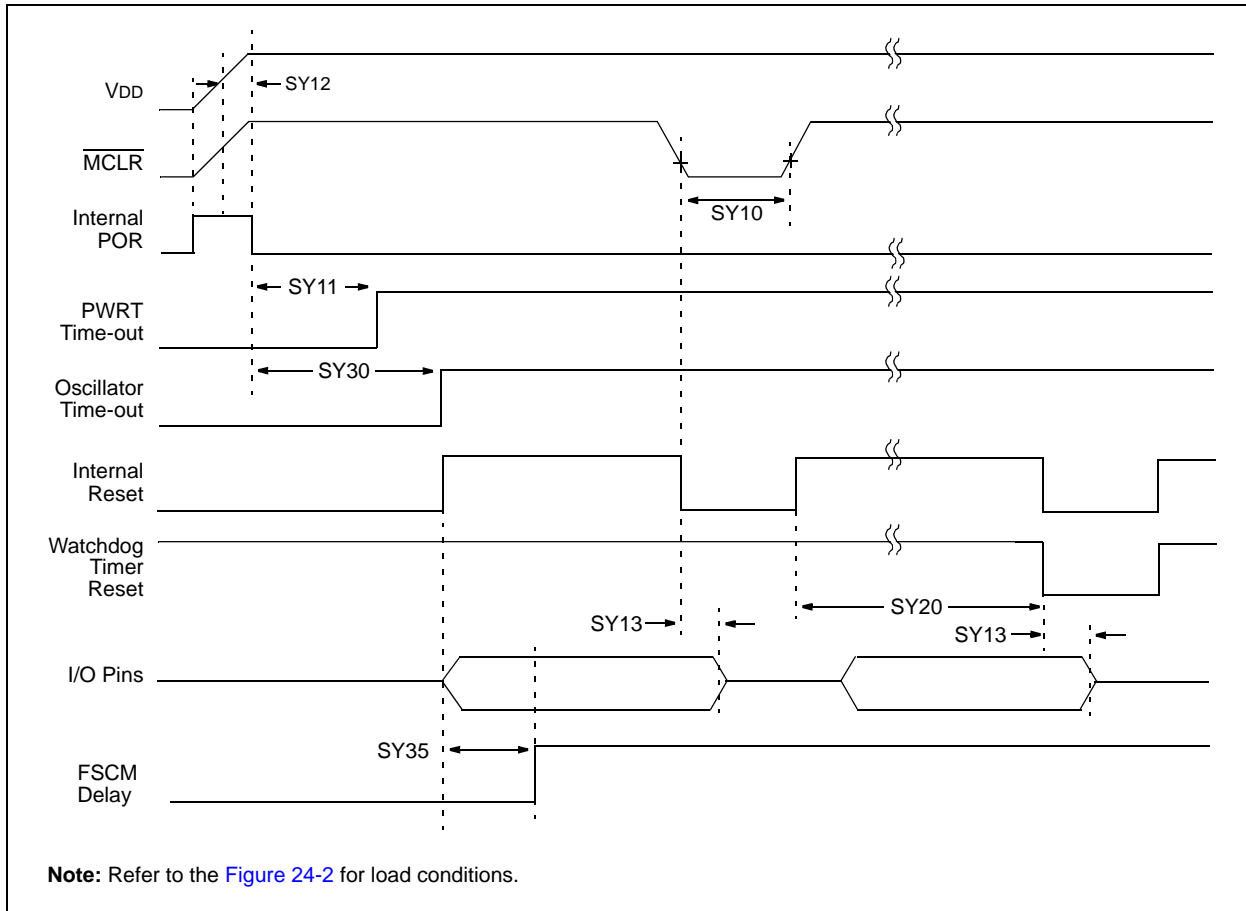 VDD
SY12
MCLR
SY10
Internal
POR
SY11
PWRT
Time-out
SY30
Oscillator
Time-out
Internal
Reset
Watchdog
Timer
Reset
SY20
SY13
SY13
I/O Pins
SY35
FSCM
Delay
Note: Refer to the Figure 24-2 for load conditions.